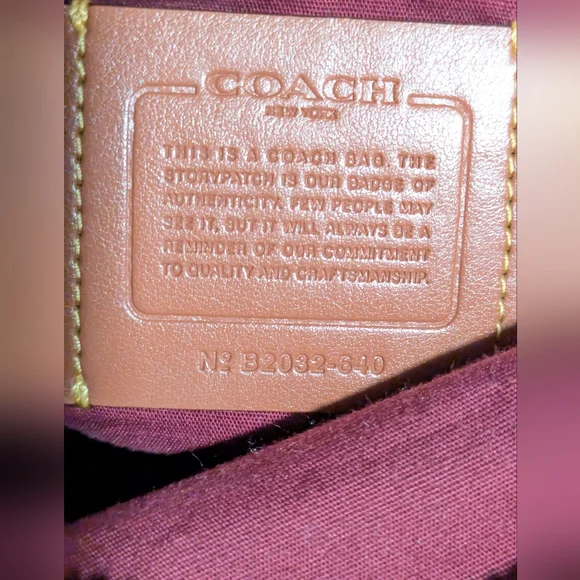 COACH
NEW YORK
THIS IS A COACH BAG. THE
STORYPATCH IS OUR BADGE OF
AUTHENTICITY. FEW PEOPLE MAY
SEE IT, BUT IT WILL ALWAYS BE A
REMINDER OF OUR COMMITMENT
TO QUALITY AND CRAFTSMANSHIP.
Nº B2032-640